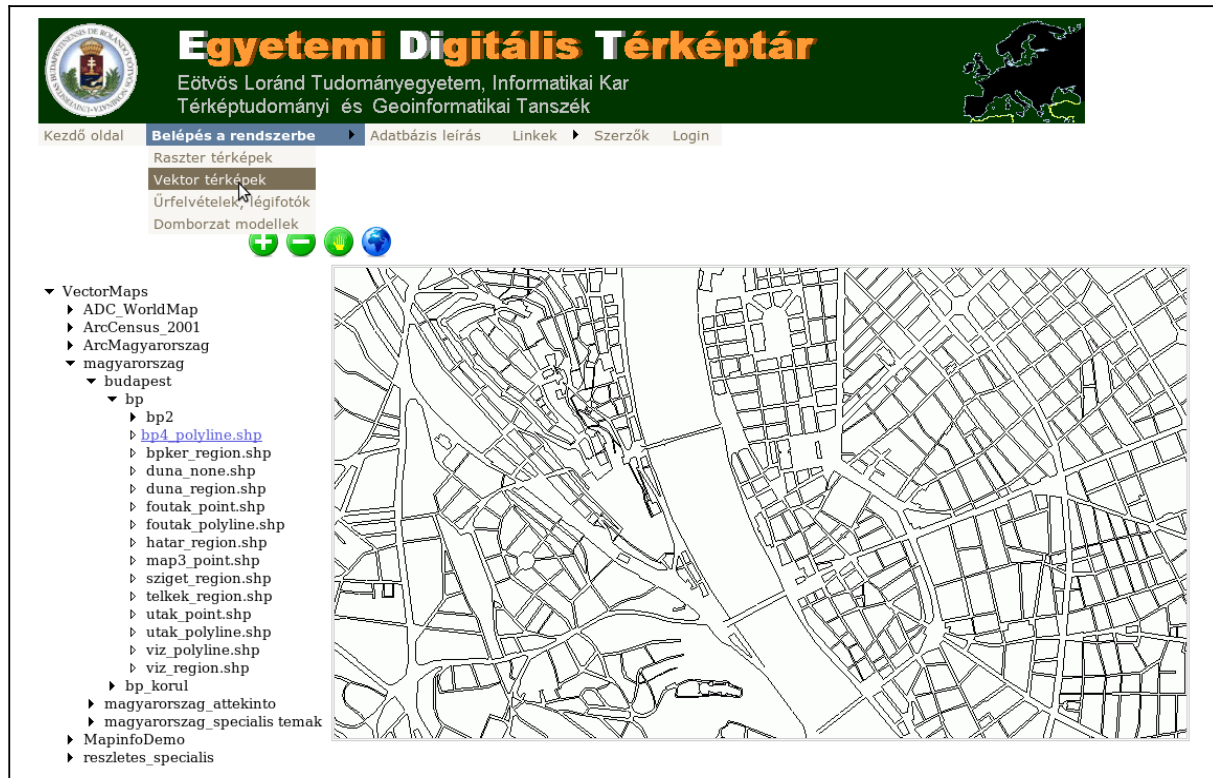 Egyetemi Digitális Térképtár
Eötvös Loránd Tudományegyetem, Informatikai Kar
Térképtudományi és Geoinformatikai Tanszék
Kezdő oldal Belépés a rendszerbe Adatbázis leírás Linkek Szerzők Login
Raszter térképek
Vektor térképek
Űrfelvételek, légifotók
Domborzat modellek
VectorMaps
ADC_WorldMap
ArcCensus_2001
ArcMagyarorszag
magyarorszag
budapest
bp
bp2
bp4_polyline.shp
bpker_region.shp
duna_none.shp
duna_region.shp
foutak_point.shp
foutak_polyline.shp
hatar_region.shp
map3_point.shp
sziget_region.shp
telkek_region.shp
utak_point.shp
utak_polyline.shp
viz_polyline.shp
viz_region.shp
bp_korul
magyarorszag_attekinto
magyarorszag_specialis temak
MapinfoDemo
reszletes_specialis